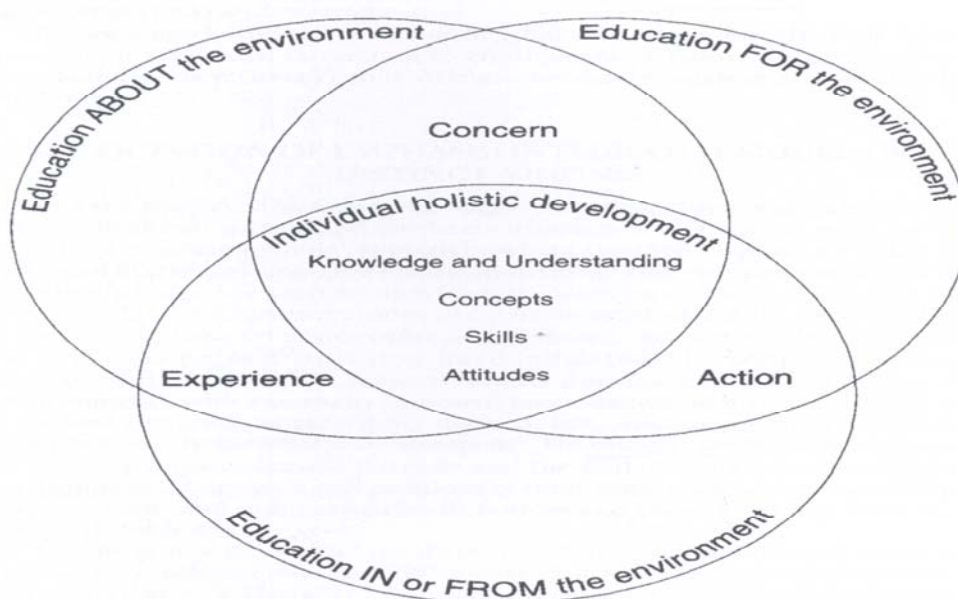 Education ABOUT the environment
Education FOR the environment
Concern
Individual holistic development
Knowledge and Understanding
Concepts
Skills
Attitudes
Experience
Action
Education IN or FROM the environment